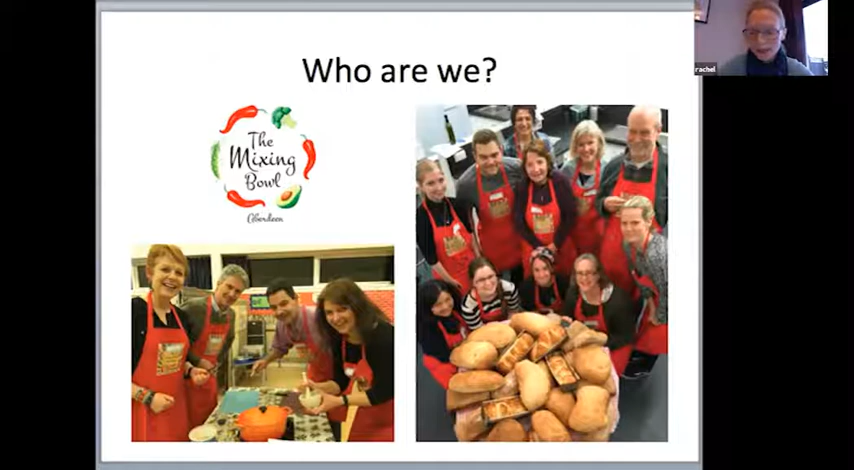 Who are we?
The
Mixing
Bowl
Aberdeen
rachel